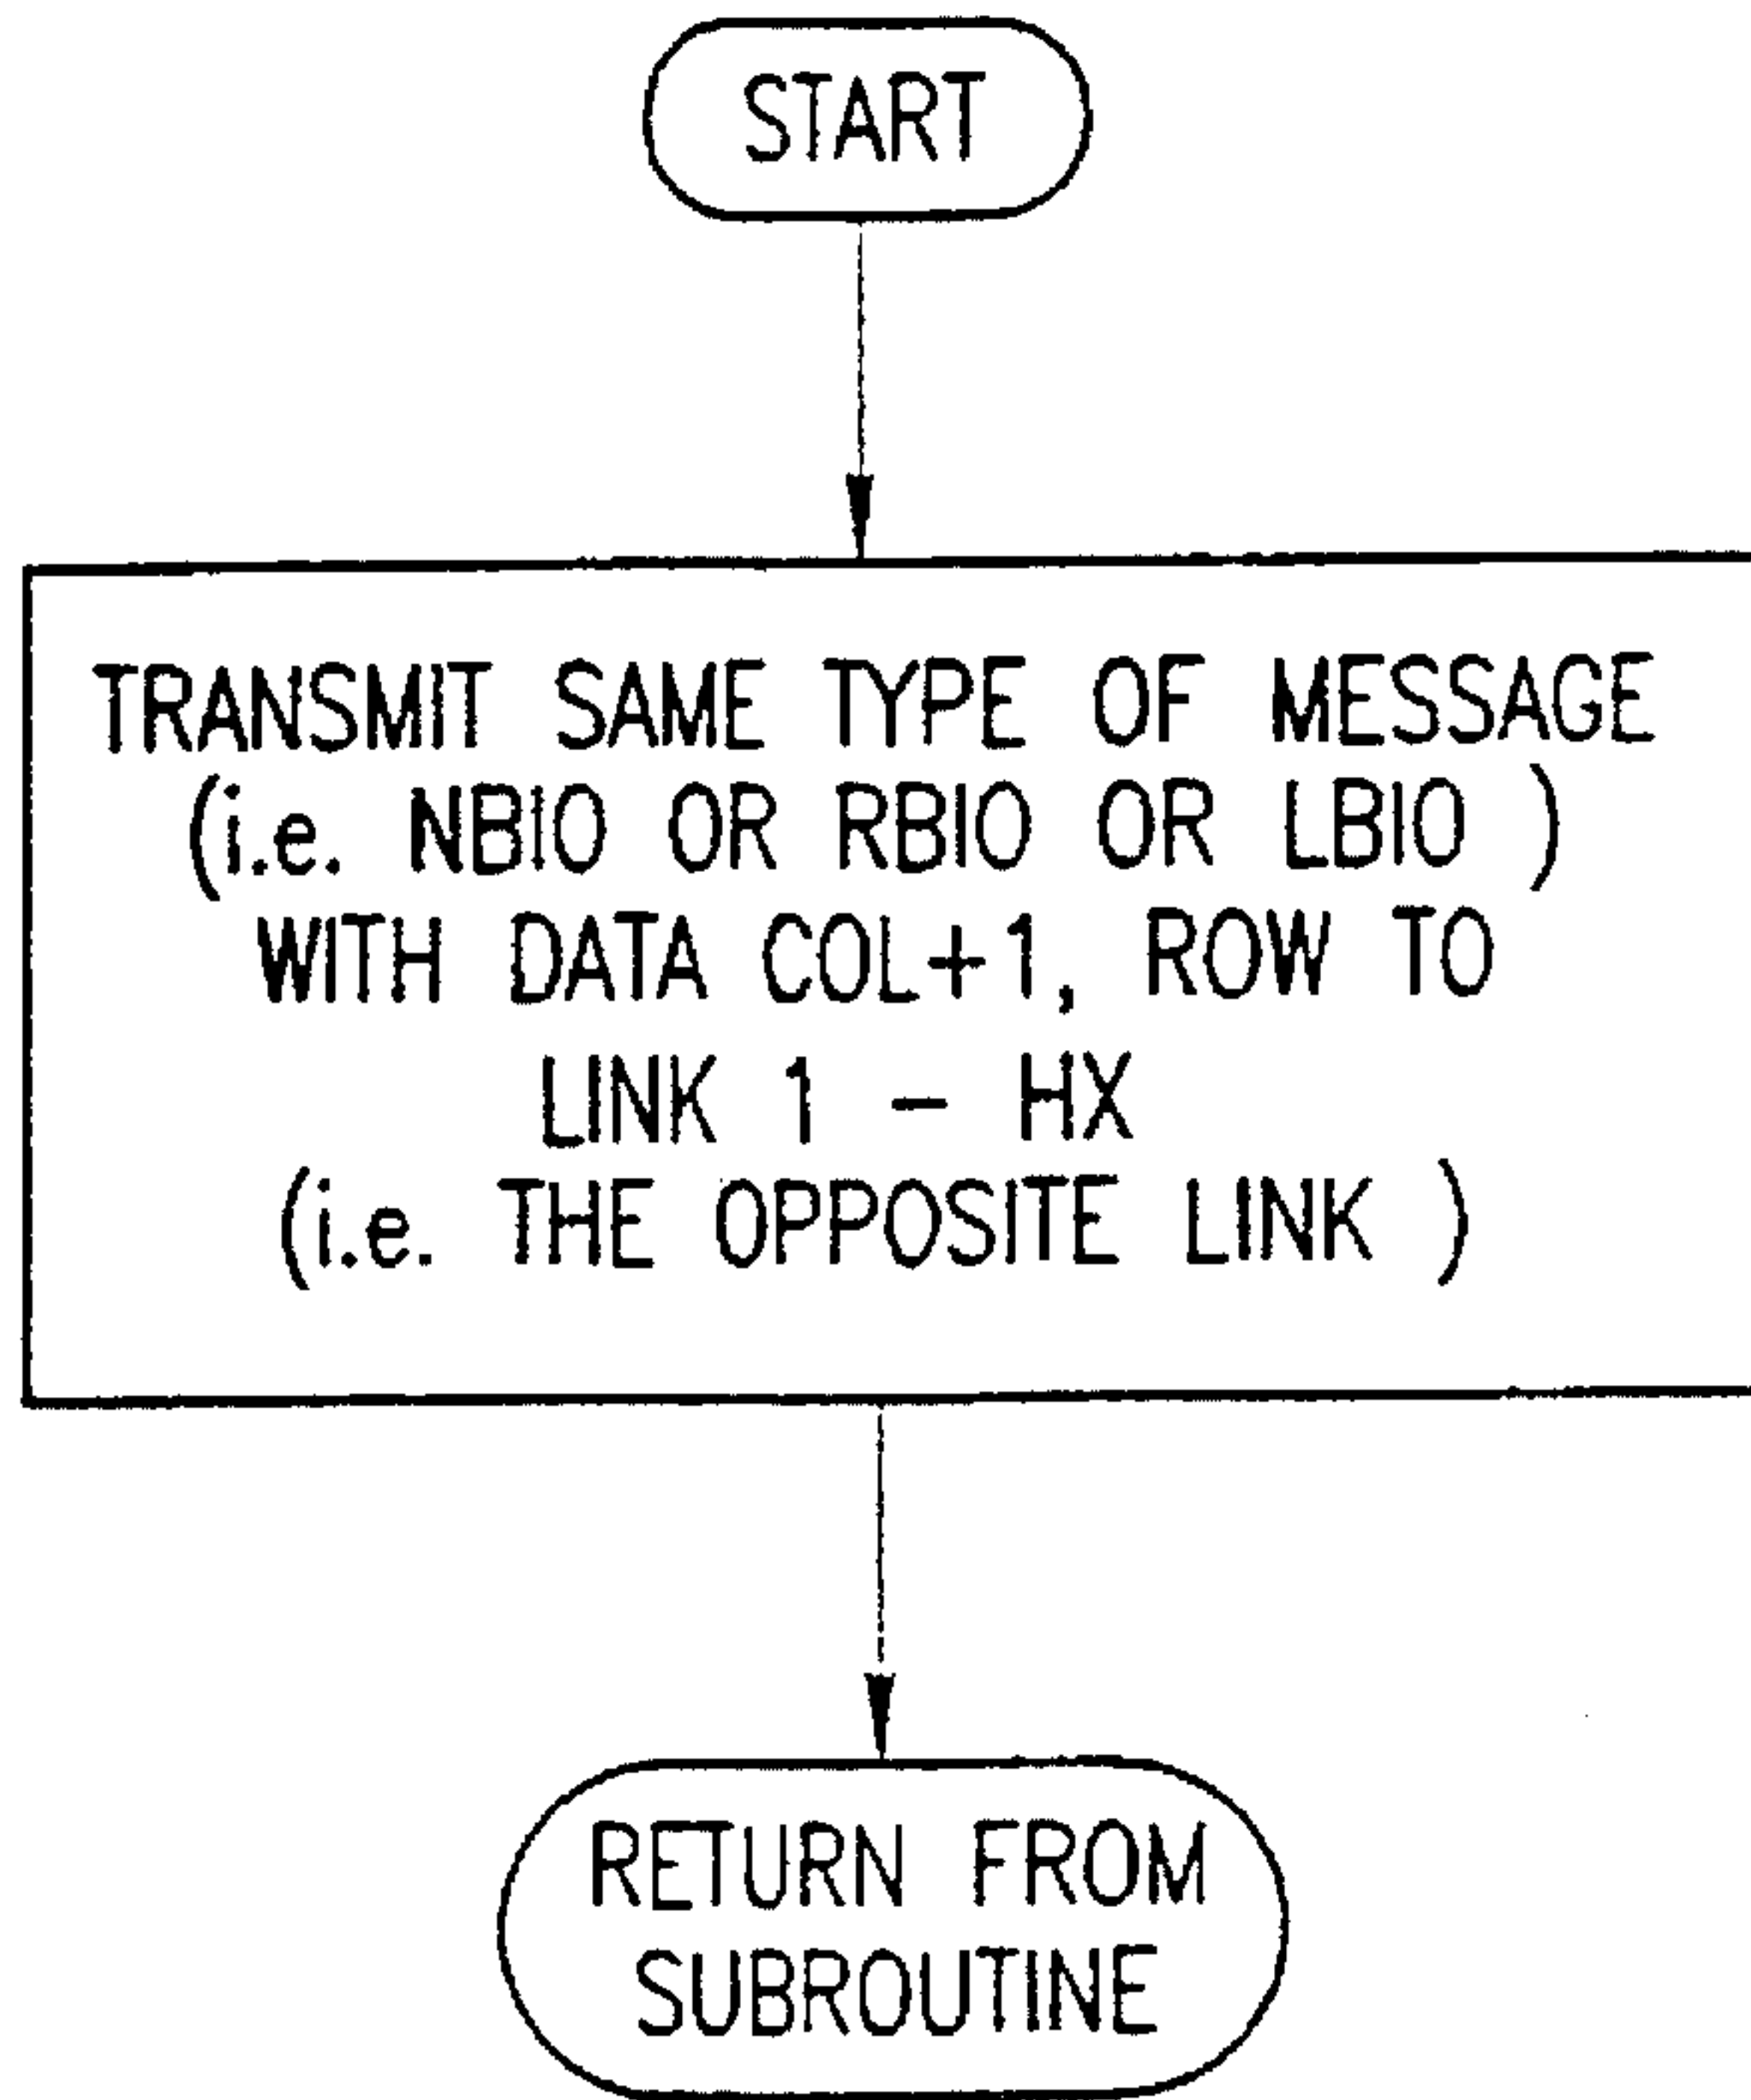 START
TRANSMIT SAME TYPE OF MESSAGE
(i.e. NBIO OR RBIO OR LBIO )
WITH DATA COL+1, ROW TO
LINK 1 - HX
(i.e. THE OPPOSITE LINK )
RETURN FROM
SUBROUTINE